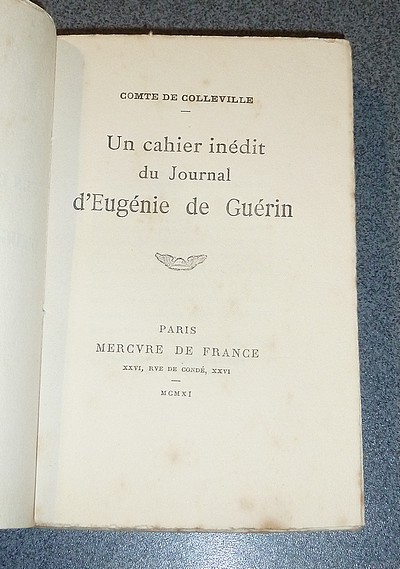 COMTE DE COLLEVILLE
Un cahier inédit
du Journal
d'Eugénie de Guérin
PARIS
MERCVRE DE FRANCE
XXVI, RVE DE CONDÉ, XXVI
MCMXI